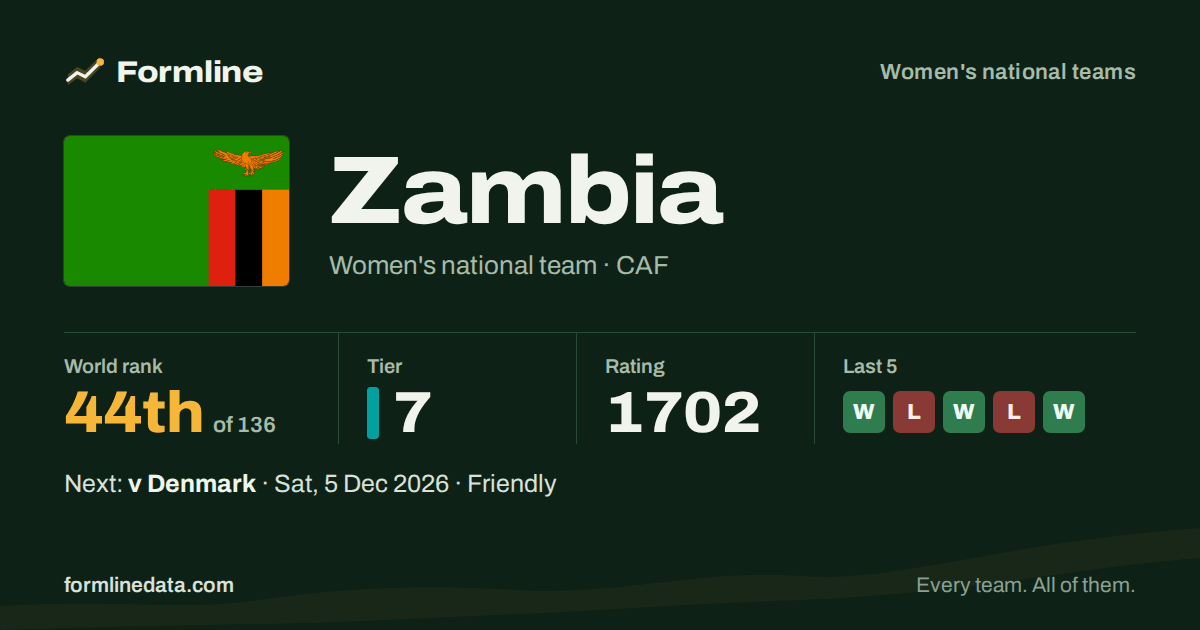 Formline
Women's national teams
Zambia
Women's national team · CAF
World rank
44th of 136
Tier
7
Rating
1702
Last 5
W L W L W
Next: v Denmark · Sat, 5 Dec 2026 · Friendly
formlinedata.com
Every team. All of them.